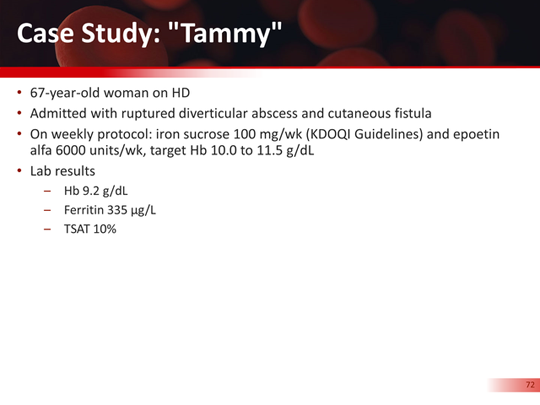 Case Study: "Tammy"
• 67-year-old woman on HD
• Admitted with ruptured diverticular abscess and cutaneous fistula
• On weekly protocol: iron sucrose 100 mg/wk (KDOQI Guidelines) and epoetin
alfa 6000 units/wk, target Hb 10.0 to 11.5 g/dL
• Lab results
– Hb 9.2 g/dL
– Ferritin 335 µg/L
– TSAT 10%
72